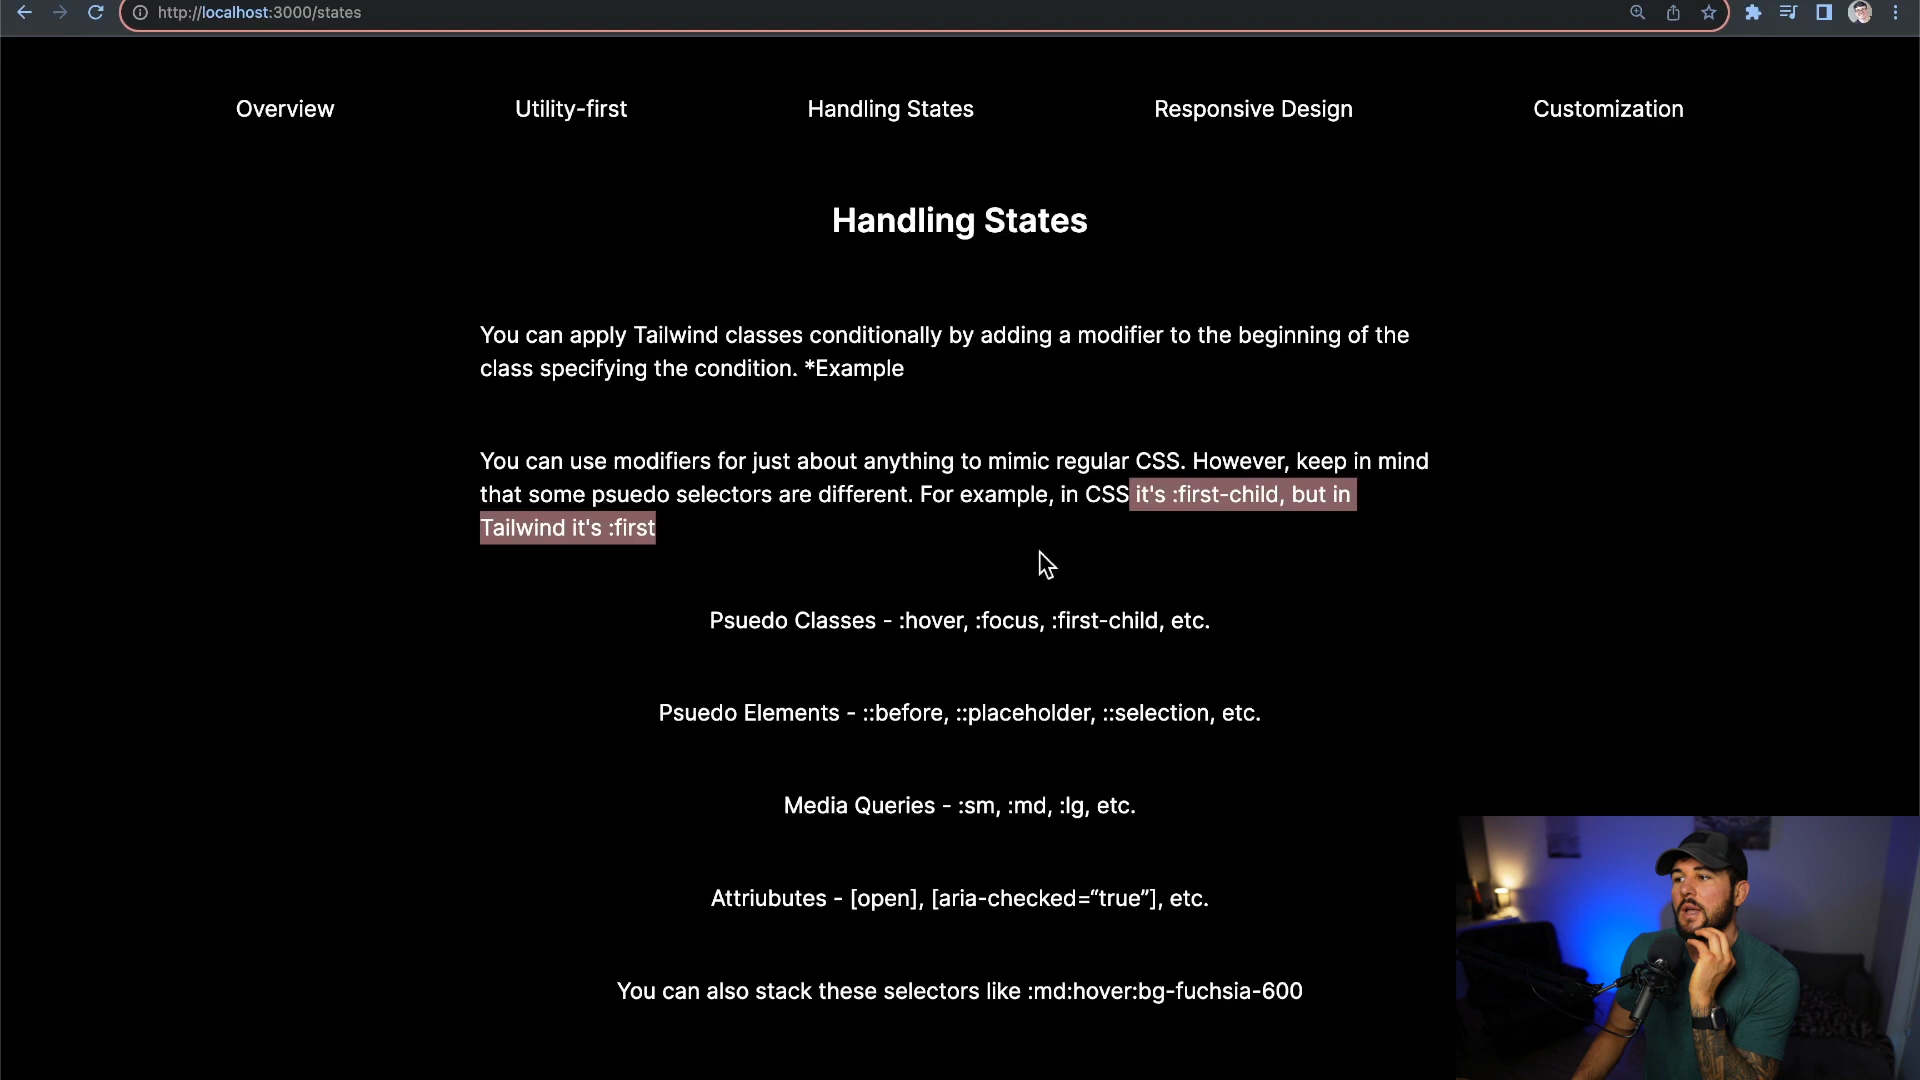 http://localhost:3000/states
Overview
Utility-first
Handling States
Responsive Design
Customization
Handling States
You can apply Tailwind classes conditionally by adding a modifier to the beginning of the
class specifying the condition. *Example
You can use modifiers for just about anything to mimic regular CSS. However, keep in mind
that some psuedo selectors are different. For example, in CSS it's :first-child, but in
Tailwind it's :first
Psuedo Classes - :hover, :focus, :first-child, etc.
Psuedo Elements - ::before, ::placeholder, ::selection, etc.
Media Queries - :sm, :md, :lg, etc.
Attriubutes - [open], [aria-checked=“true”], etc.
You can also stack these selectors like :md:hover:bg-fuchsia-600